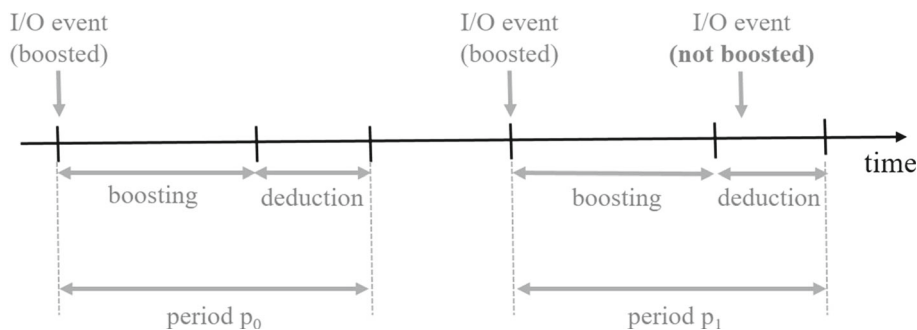 I/O event
(boosted)
I/O event
(boosted)
I/O event
(not boosted)
time
boosting
deduction
boosting
deduction
period p₀
period p₁